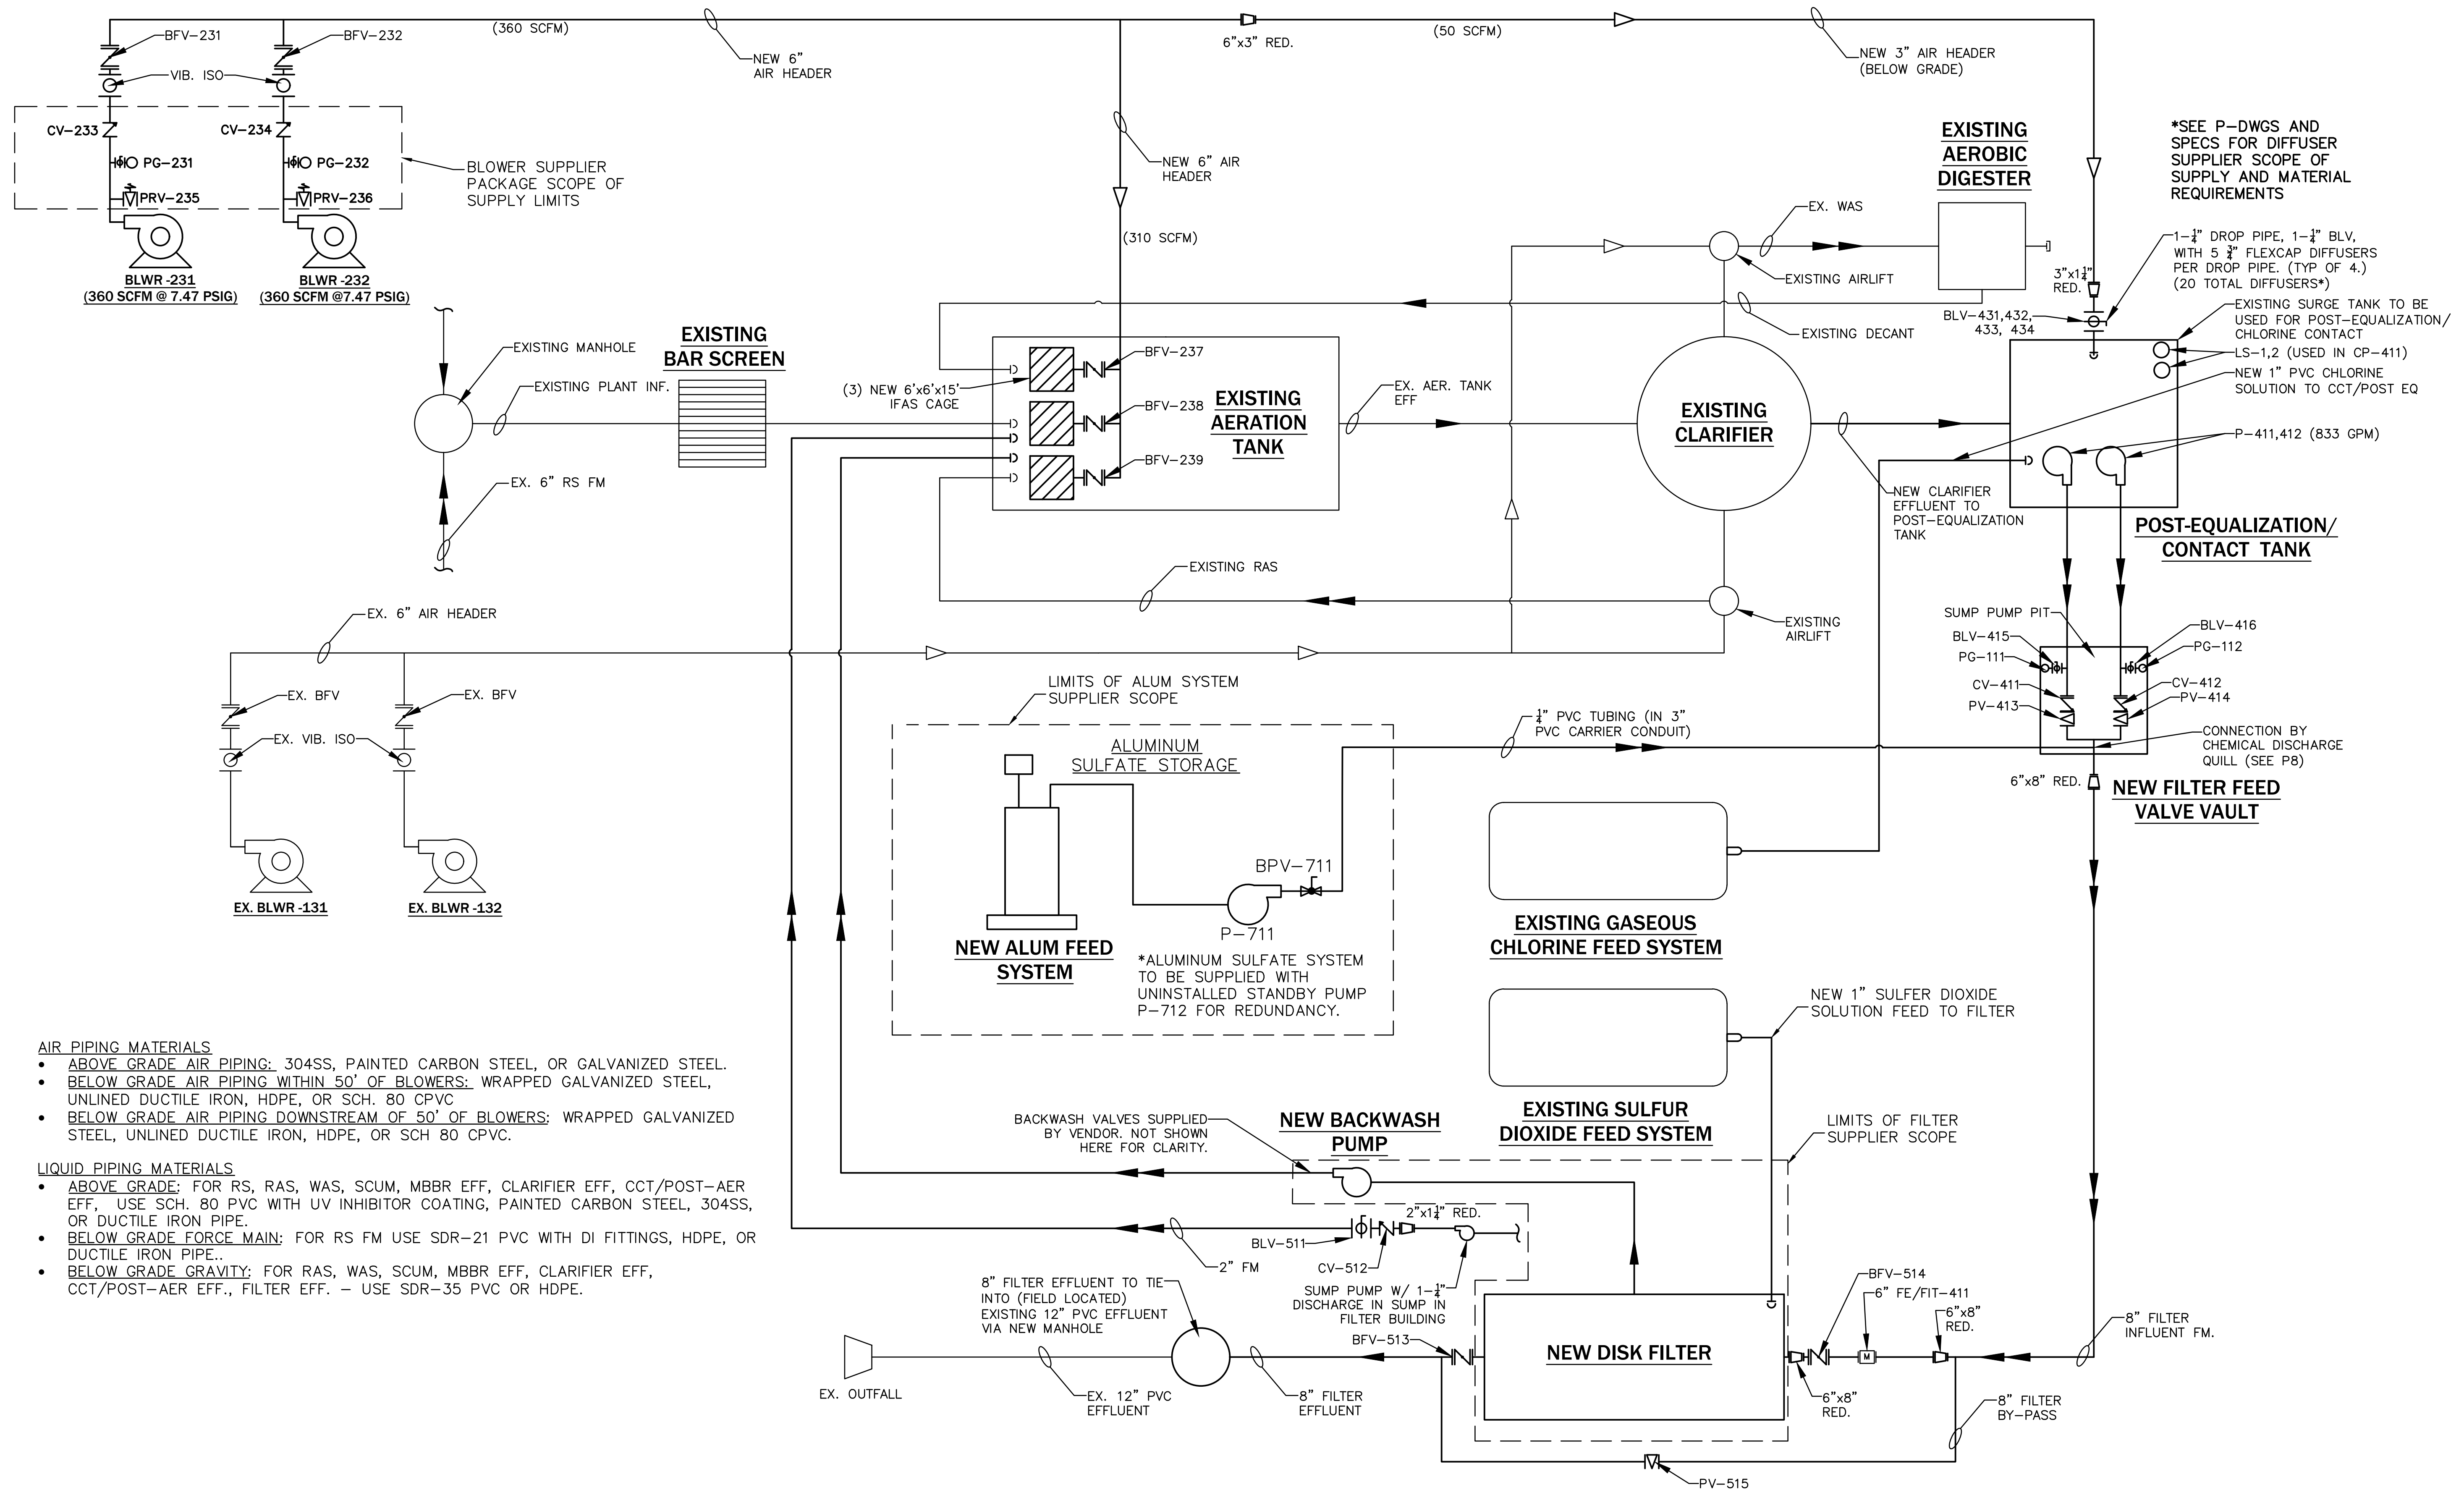 BFV-231
BFV-232
(360 SCFM)
NEW 6"
AIR HEADER
6"x3" RED.
(50 SCFM)
NEW 3" AIR HEADER
(BELOW GRADE)
VIB. ISO
CV-233
CV-234
PG-231
PG-232
PRV-235
PRV-236
BLOWER SUPPLIER
PACKAGE SCOPE OF
SUPPLY LIMITS
BLWR -231
(360 SCFM @ 7.47 PSIG)
BLWR -232
(360 SCFM @7.47 PSIG)
NEW 6" AIR
HEADER
(310 SCFM)
EXISTING
AEROBIC
DIGESTER
*SEE P-DWGS AND
SPECS FOR DIFFUSER
SUPPLIER SCOPE OF
SUPPLY AND MATERIAL
REQUIREMENTS
EX. WAS
EXISTING AIRLIFT
EXISTING DECANT
1-1/4" DROP PIPE, 1-1/4" BLV,
WITH 5 3/4" FLEXCAP DIFFUSERS
PER DROP PIPE. (TYP OF 4.)
(20 TOTAL DIFFUSERS*)
3"x1 1/4"
RED.
BLV-431,432,
433, 434
EXISTING SURGE TANK TO BE
USED FOR POST-EQUALIZATION/
CHLORINE CONTACT
LS-1,2 (USED IN CP-411)
NEW 1" PVC CHLORINE
SOLUTION TO CCT/POST EQ
P-411,412 (833 GPM)
EXISTING MANHOLE
EXISTING PLANT INF.
EXISTING
BAR SCREEN
EX. 6" RS FM
(3) NEW 6'x6'x15'
IFAS CAGE
BFV-237
BFV-238
BFV-239
EXISTING
AERATION
TANK
EX. AER. TANK
EFF
EXISTING
CLARIFIER
NEW CLARIFIER
EFFLUENT TO
POST-EQUALIZATION
TANK
POST-EQUALIZATION/
CONTACT TANK
EXISTING RAS
EXISTING
AIRLIFT
EX. 6" AIR HEADER
EX. BFV
EX. BFV
EX. VIB. ISO
EX. BLWR -131
EX. BLWR -132
SUMP PUMP PIT
BLV-415
PG-111
CV-411
PV-413
BLV-416
PG-112
CV-412
PV-414
CONNECTION BY
CHEMICAL DISCHARGE
QUILL (SEE P8)
6"x8" RED.
NEW FILTER FEED
VALVE VAULT
LIMITS OF ALUM SYSTEM
SUPPLIER SCOPE
ALUMINUM
SULFATE STORAGE
1/4" PVC TUBING (IN 3"
PVC CARRIER CONDUIT)
BPV-711
P-711
NEW ALUM FEED
SYSTEM
*ALUMINUM SULFATE SYSTEM
TO BE SUPPLIED WITH
UNINSTALLED STANDBY PUMP
P-712 FOR REDUNDANCY.
EXISTING GASEOUS
CHLORINE FEED SYSTEM
NEW 1" SULFER DIOXIDE
SOLUTION FEED TO FILTER
EXISTING SULFUR
DIOXIDE FEED SYSTEM
LIMITS OF FILTER
SUPPLIER SCOPE
AIR PIPING MATERIALS
• ABOVE GRADE AIR PIPING: 304SS, PAINTED CARBON STEEL, OR GALVANIZED STEEL.
• BELOW GRADE AIR PIPING WITHIN 50' OF BLOWERS: WRAPPED GALVANIZED STEEL,
UNLINED DUCTILE IRON, HDPE, OR SCH. 80 CPVC
• BELOW GRADE AIR PIPING DOWNSTREAM OF 50' OF BLOWERS: WRAPPED GALVANIZED
STEEL, UNLINED DUCTILE IRON, HDPE, OR SCH 80 CPVC.
LIQUID PIPING MATERIALS
• ABOVE GRADE: FOR RS, RAS, WAS, SCUM, MBBR EFF, CLARIFIER EFF, CCT/POST-AER
EFF, USE SCH. 80 PVC WITH UV INHIBITOR COATING, PAINTED CARBON STEEL, 304SS,
OR DUCTILE IRON PIPE.
• BELOW GRADE FORCE MAIN: FOR RS FM USE SDR-21 PVC WITH DI FITTINGS, HDPE, OR
DUCTILE IRON PIPE..
• BELOW GRADE GRAVITY: FOR RAS, WAS, SCUM, MBBR EFF, CLARIFIER EFF,
CCT/POST-AER EFF., FILTER EFF. - USE SDR-35 PVC OR HDPE.
BACKWASH VALVES SUPPLIED
BY VENDOR. NOT SHOWN
HERE FOR CLARITY.
NEW BACKWASH
PUMP
2"x1 1/4" RED.
BLV-511
CV-512
2" FM
SUMP PUMP W/ 1-1/4"
DISCHARGE IN SUMP IN
FILTER BUILDING
8" FILTER EFFLUENT TO TIE
INTO (FIELD LOCATED)
EXISTING 12" PVC EFFLUENT
VIA NEW MANHOLE
BFV-513
EX. OUTFALL
EX. 12" PVC
EFFLUENT
8" FILTER
EFFLUENT
NEW DISK FILTER
BFV-514
6" FE/FIT-411
M
6"x8"
RED.
6"x8"
RED.
8" FILTER
INFLUENT FM.
8" FILTER
BY-PASS
PV-515